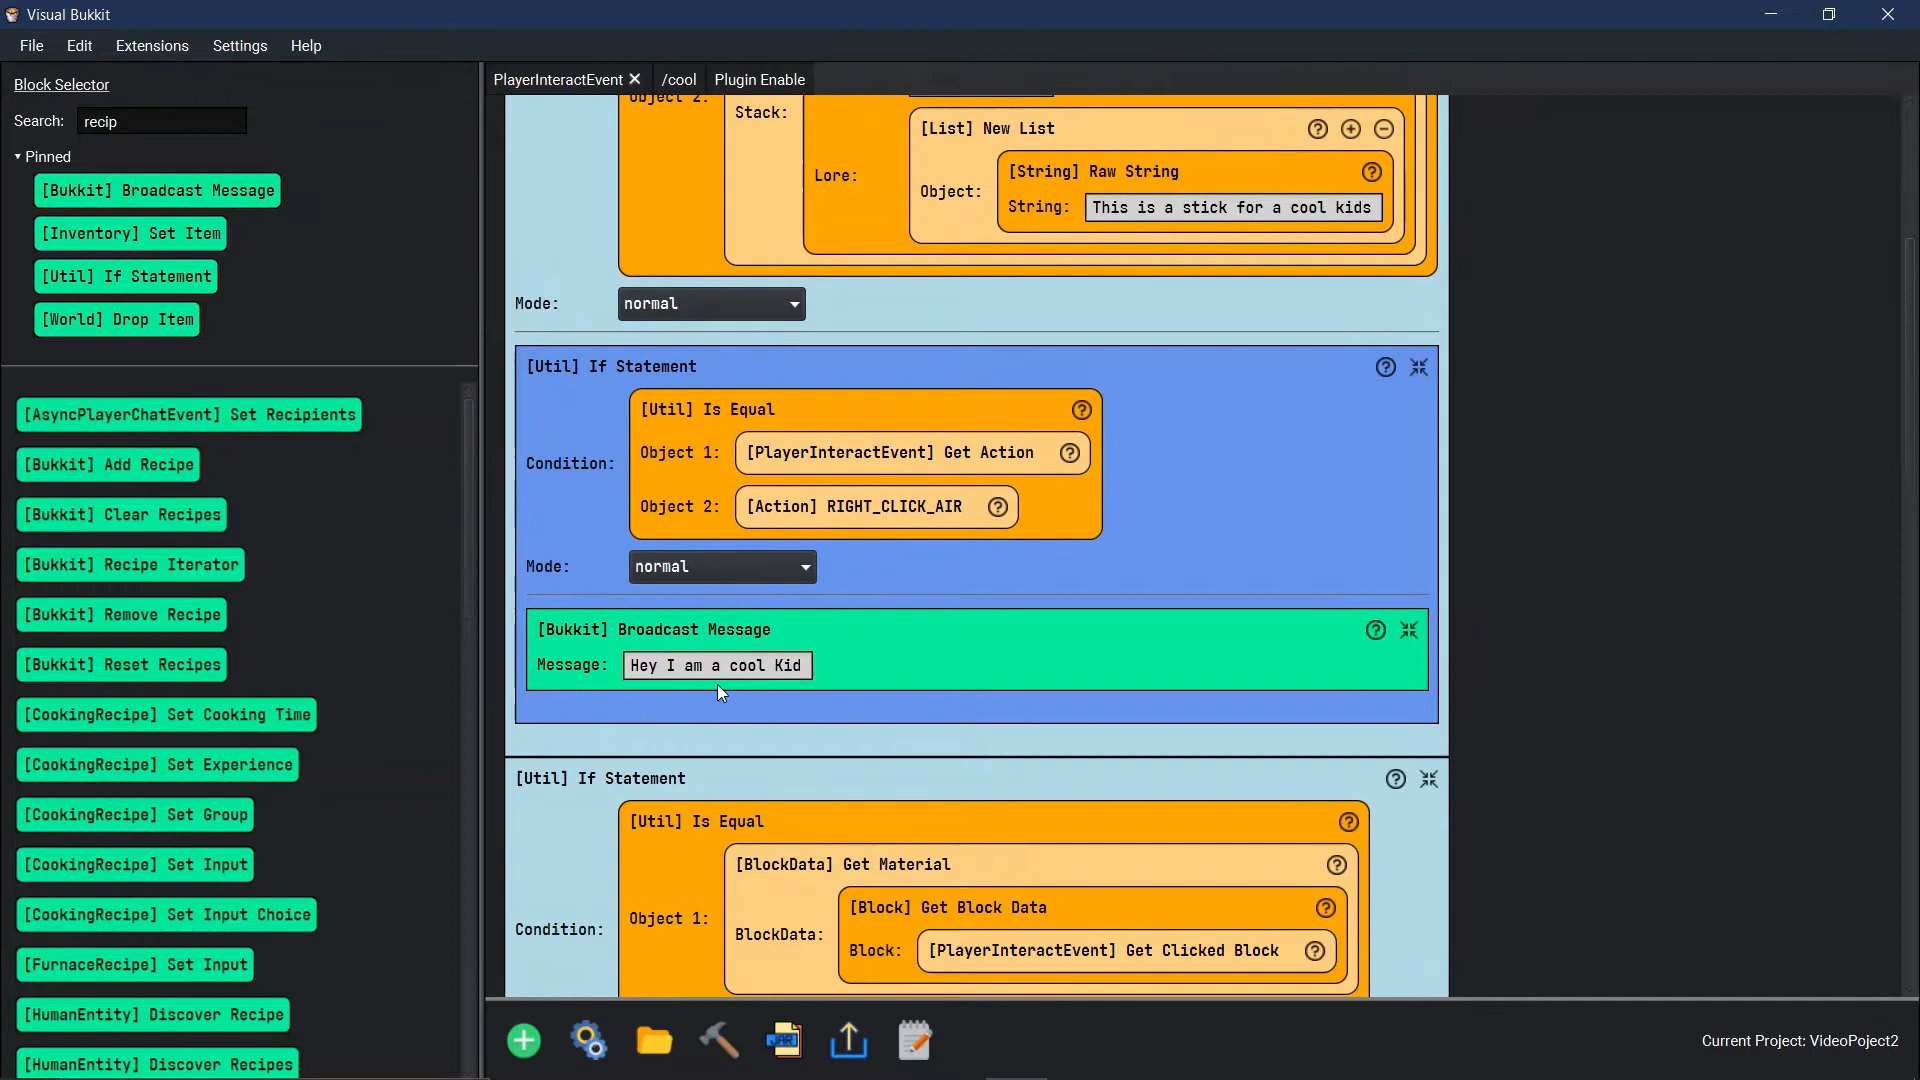 Visual Bukkit
File Edit Extensions Settings Help
Block Selector
Search: recip
Pinned
[Bukkit] Broadcast Message
[Inventory] Set Item
[Util] If Statement
[World] Drop Item
[AsyncPlayerChatEvent] Set Recipients
[Bukkit] Add Recipe
[Bukkit] Clear Recipes
[Bukkit] Recipe Iterator
[Bukkit] Remove Recipe
[Bukkit] Reset Recipes
[CookingRecipe] Set Cooking Time
[CookingRecipe] Set Experience
[CookingRecipe] Set Group
[CookingRecipe] Set Input
[CookingRecipe] Set Input Choice
[FurnaceRecipe] Set Input
[HumanEntity] Discover Recipe
[HumanEntity] Discover Recipes
PlayerInteractEvent /cool Plugin Enable
Object 2:
Stack:
[List] New List
Lore:
Object:
[String] Raw String
String: This is a stick for a cool kids
Mode: normal
[Util] If Statement
Condition:
[Util] Is Equal
Object 1: [PlayerInteractEvent] Get Action
Object 2: [Action] RIGHT_CLICK_AIR
Mode: normal
[Bukkit] Broadcast Message
Message: Hey I am a cool Kid
[Util] If Statement
Condition:
[Util] Is Equal
Object 1:
[BlockData] Get Material
BlockData:
[Block] Get Block Data
Block: [PlayerInteractEvent] Get Clicked Block
JAR
Current Project: VideoPoject2